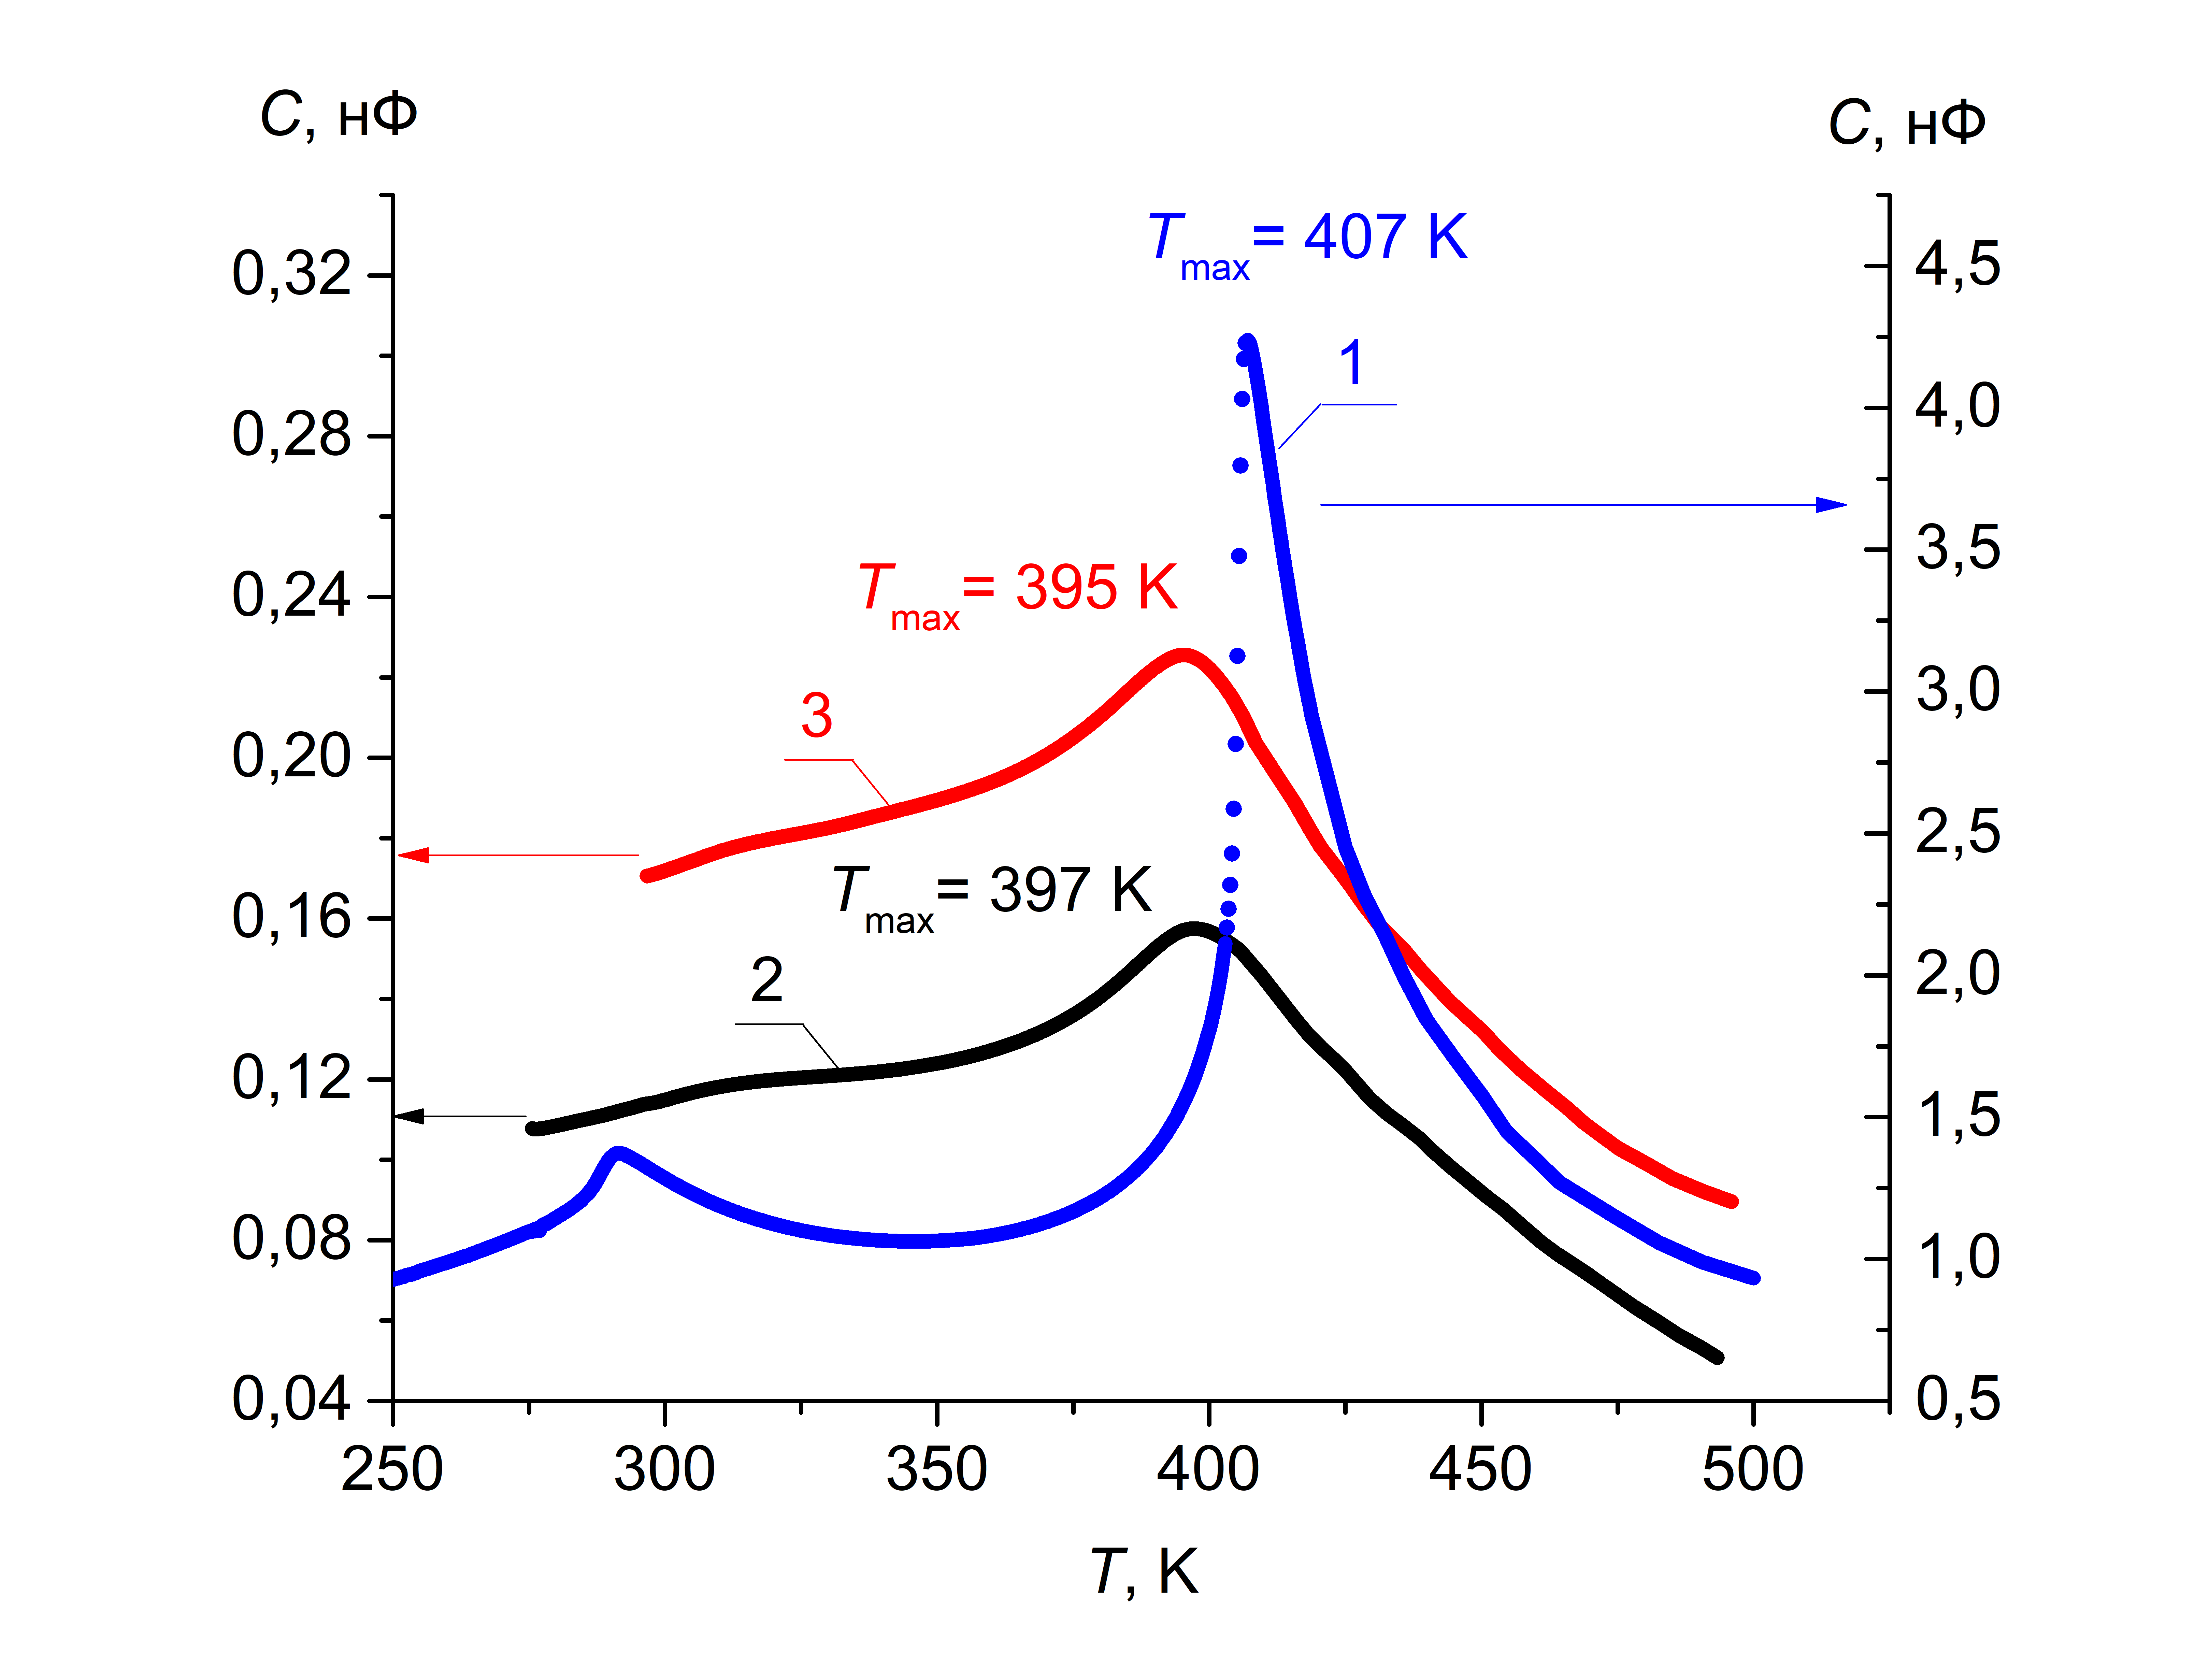 C, нФ
C, нФ
0,32
0,28
0,24
0,20
0,16
0,12
0,08
0,04
4,5
4,0
3,5
3,0
2,5
2,0
1,5
1,0
0,5
Tmax= 407 K
1
Tmax= 395 K
3
Tmax= 397 K
2
250 300 350 400 450 500
T, K